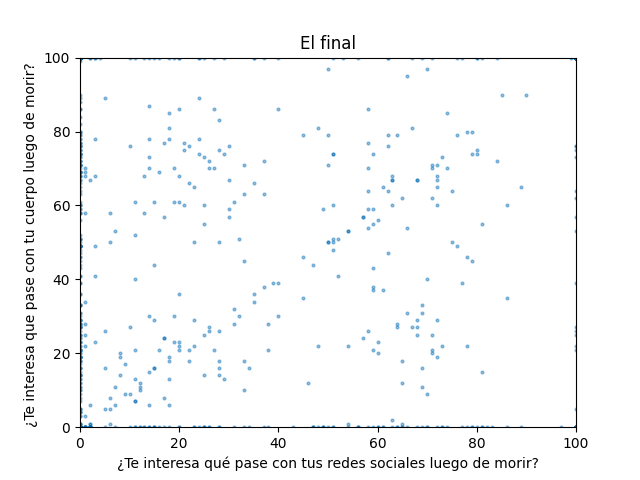 El final
100
80
60
40
20
0
¿Te interesa que pase con tu cuerpo luego de morir?
0 20 40 60 80 100
¿Te interesa qué pase con tus redes sociales luego de morir?